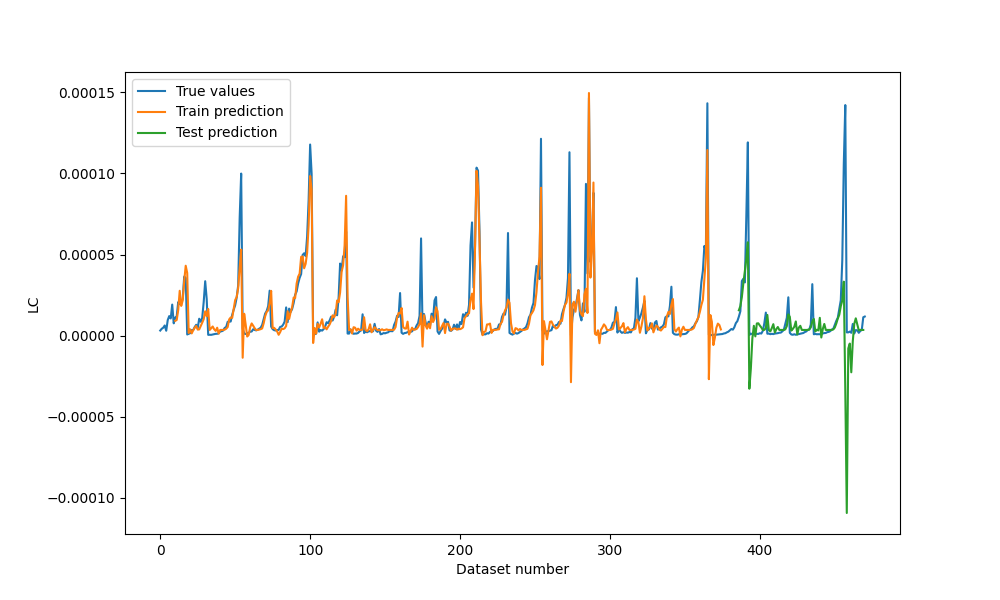 0.00015
0.00010
0.00005
0.00000
−0.00005
−0.00010
LC
True values
Train prediction
Test prediction
0
100
200
300
400
Dataset number